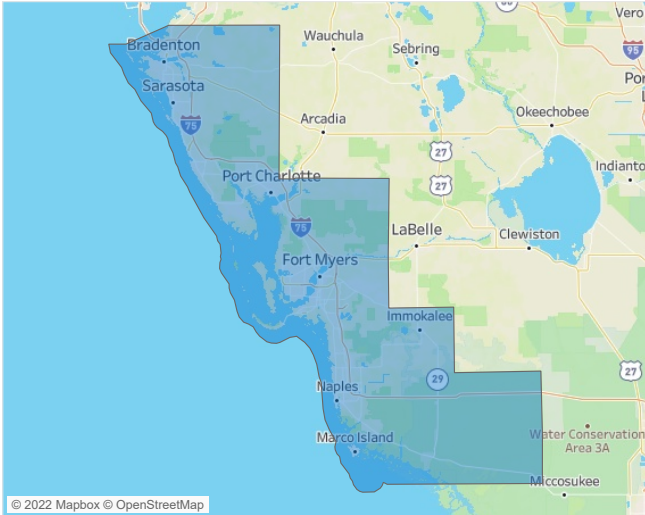 Vero
95
Bradenton
Wauchula
Sebring
Sarasota
75
Arcadia
Okeechobee
27
Indianto
Port Charlotte
27
75
LaBelle
Clewiston
Fort Myers
Immokalee
27
29
Naples
Marco Island
Water Conservation
Area 3A
Miccosukee
© 2022 Mapbox © OpenStreetMap